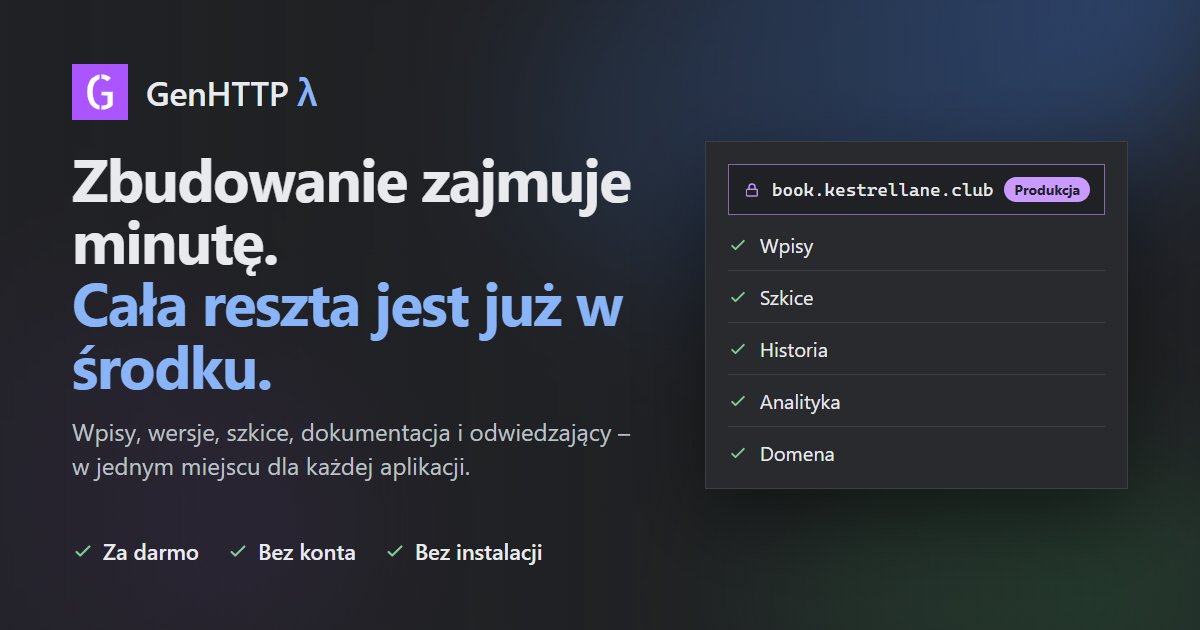 GenHTTP λ
Zbudowanie zajmuje
minutę.
Cała reszta jest już w
środku.
Wpisy, wersje, szkice, dokumentacja i odwiedzający –
w jednym miejscu dla każdej aplikacji.
Za darmo
Bez konta
Bez instalacji
book.kestrellane.club
Produkcja
Wpisy
Szkice
Historia
Analityka
Domena